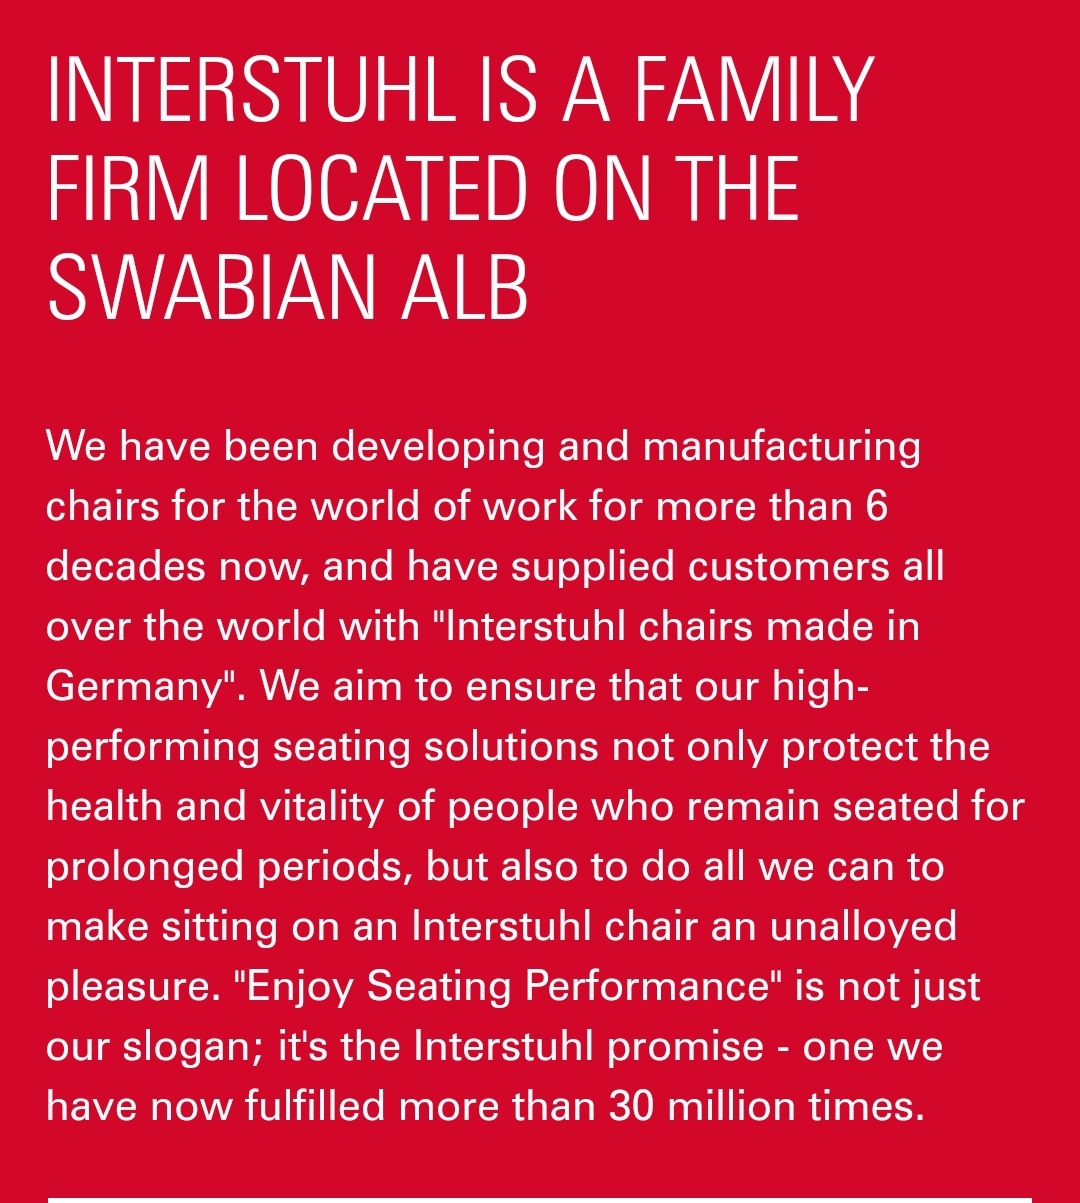 INTERSTUHL IS A FAMILY
FIRM LOCATED ON THE
SWABIAN ALB
We have been developing and manufacturing
chairs for the world of work for more than 6
decades now, and have supplied customers all
over the world with "Interstuhl chairs made in
Germany". We aim to ensure that our high-
performing seating solutions not only protect the
health and vitality of people who remain seated for
prolonged periods, but also to do all we can to
make sitting on an Interstuhl chair an unalloyed
pleasure. "Enjoy Seating Performance" is not just
our slogan; it's the Interstuhl promise - one we
have now fulfilled more than 30 million times.